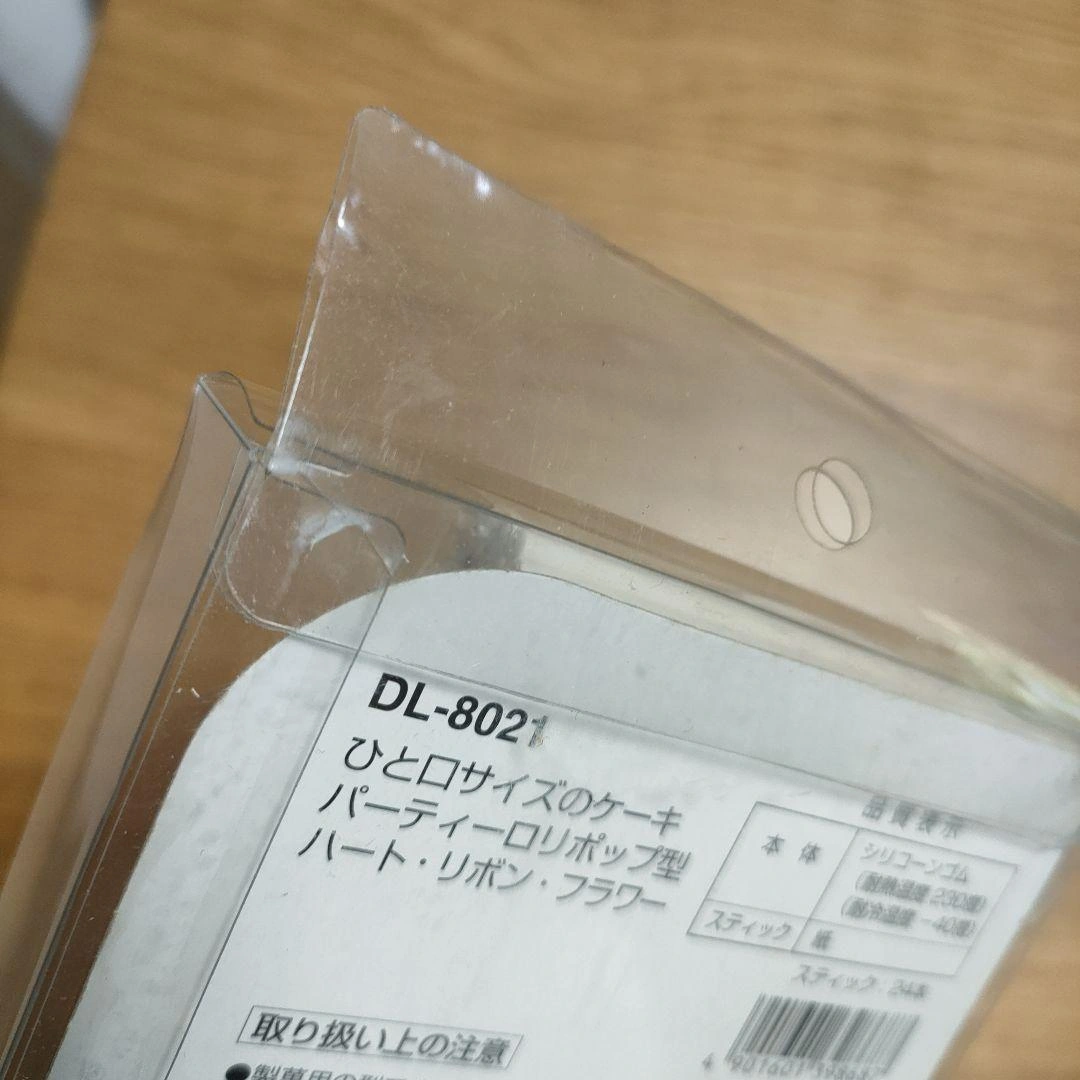 DL-8021
ひと口サイズのケーキ
パーティーロリポップ型
ハート・リボン・フラワー
品質表示
本体 シリコーンゴム
(耐熱温度 230度)
(耐冷温度 -40度)
スティック 紙
スティック：24本
取り扱い上の注意